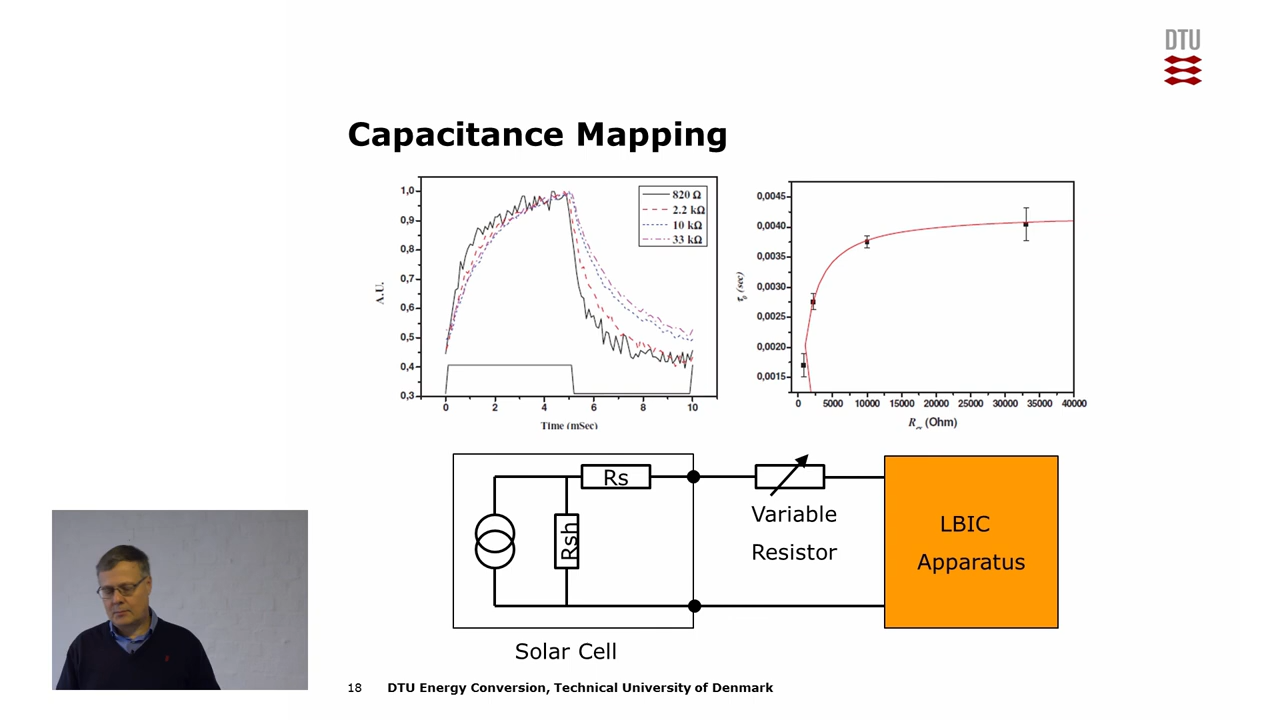 DTU
Capacitance Mapping
1,0
0,9
0,8
0,7
0,6
0,5
0,4
0,3
A.U.
820 Ω
2.2 kΩ
10 kΩ
33 kΩ
0 2 4 6 8 10
Time (mSec)
0,0045
0,0040
0,0035
0,0030
0,0025
0,0020
0,0015
(sec)
0 5000 10000 15000 20000 25000 30000 35000 40000
(Ohm)
Rs
Rsh
Variable
Resistor
LBIC
Apparatus
Solar Cell
18 DTU Energy Conversion, Technical University of Denmark